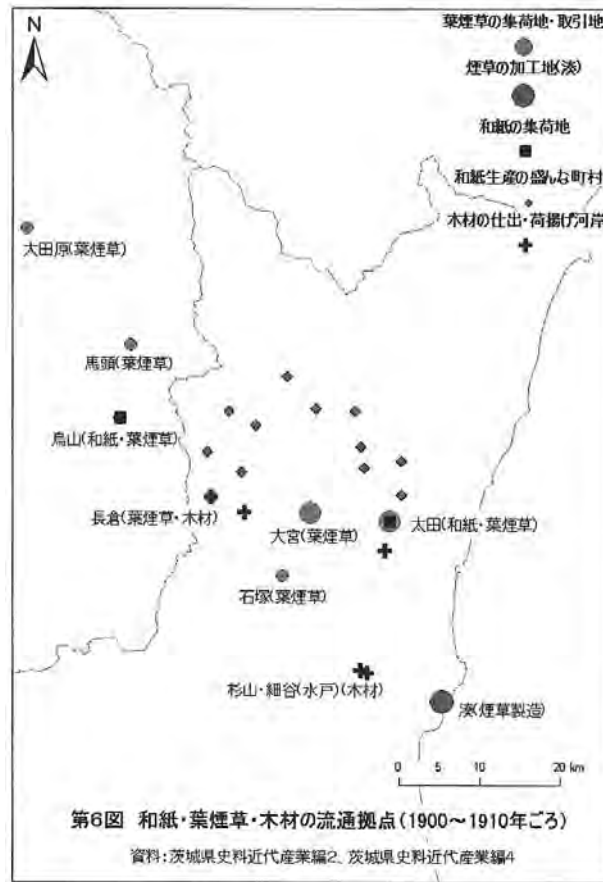 N
葉煙草の集荷地・取引地
煙草の加工地(湊)
和紙の集荷地
和紙生産の盛んな町村
木材の仕出・荷揚げ河岸
大田原(葉煙草)
馬頭(葉煙草)
烏山(和紙・葉煙草)
長倉(葉煙草・木材)
大宮(葉煙草)
太田(和紙・葉煙草)
石塚(葉煙草)
杉山・細谷(水戸)(木材)
湊(煙草製造)
0 5 10 20 km
第6図 和紙・葉煙草・木材の流通拠点(1900〜1910年ごろ)
資料:茨城県史料近代産業編2、茨城県史料近代産業編4